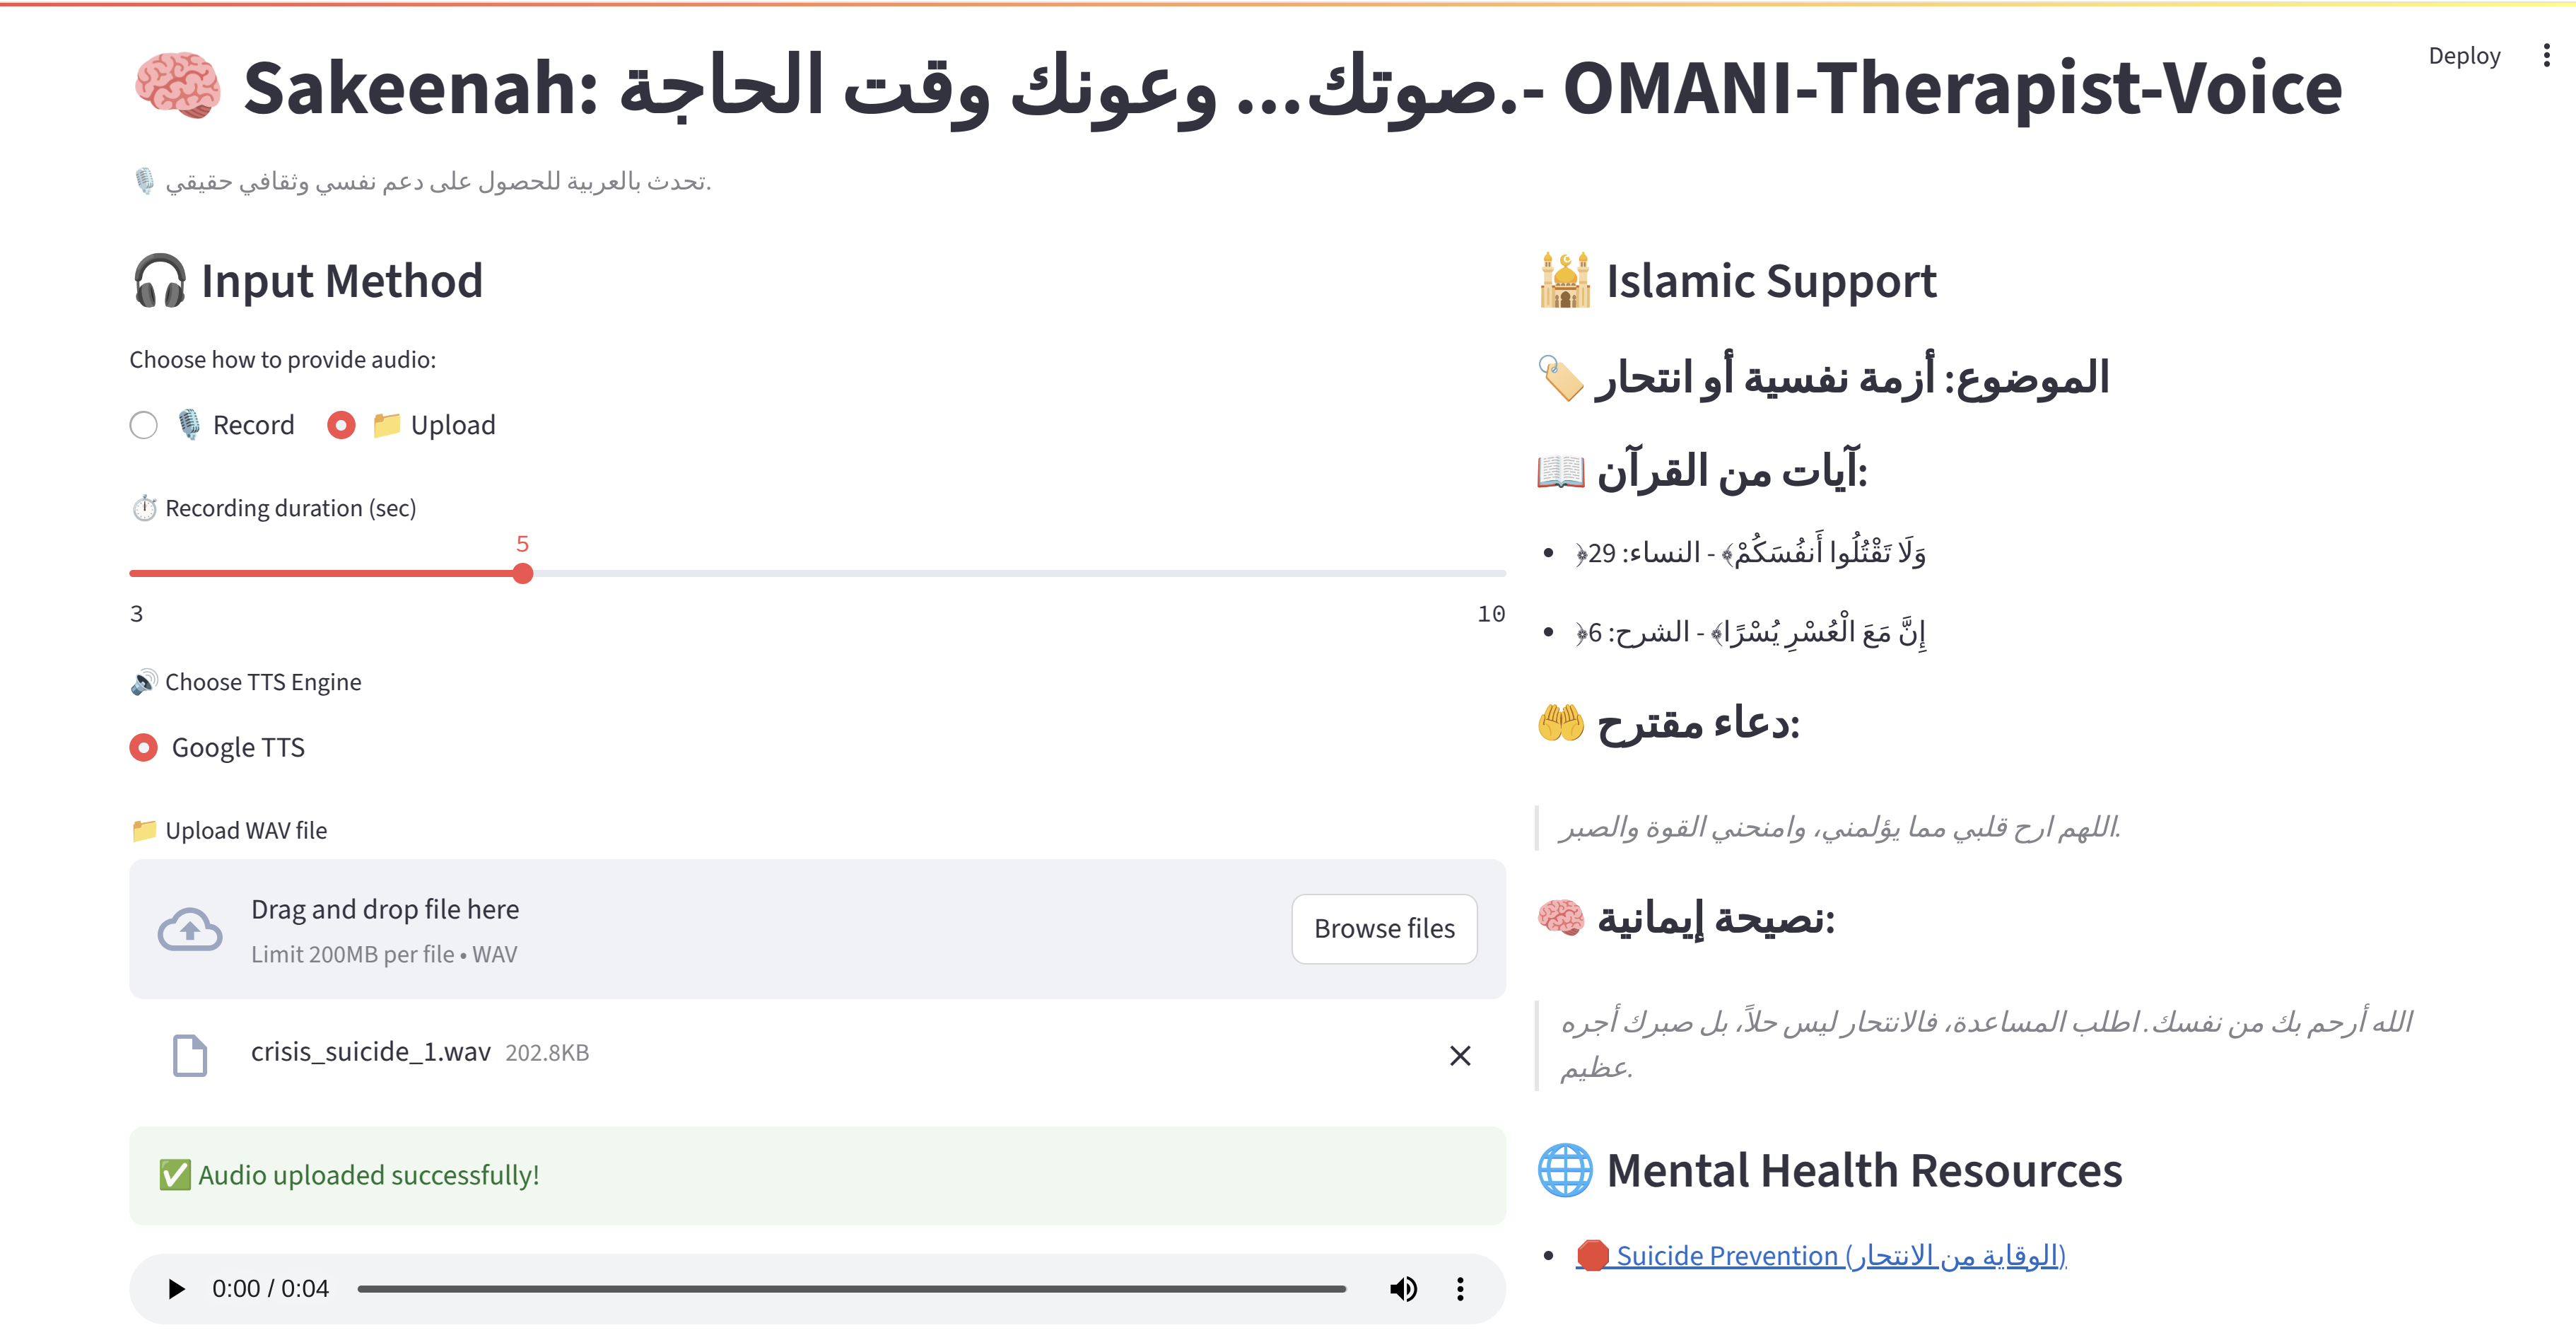 Deploy
🧠 Sakeenah: صوتك... وعونك وقت الحاجة.- OMANI-Therapist-Voice
🎙️ تحدث بالعربية للحصول على دعم نفسي وثقافي حقيقي.
🎧 Input Method
Choose how to provide audio:
🎙️ Record 📁 Upload
⏱️ Recording duration (sec)
5
3 10
🔊 Choose TTS Engine
Google TTS
📁 Upload WAV file
Drag and drop file here
Limit 200MB per file • WAV
Browse files
crisis_suicide_1.wav 202.8KB
✅ Audio uploaded successfully!
0:00 / 0:04
🕌 Islamic Support
🏷️ الموضوع: أزمة نفسية أو انتحار
📖 آيات من القرآن:
• ﴿وَلَا تَقْتُلُوا أَنفُسَكُمْ﴾ - النساء: 29
• ﴿إِنَّ مَعَ الْعُسْرِ يُسْرًا﴾ - الشرح: 6
🤲 دعاء مقترح:
اللهم ارح قلبي مما يؤلمني، وامنحني القوة والصبر.
🧠 نصيحة إيمانية:
الله أرحم بك من نفسك. اطلب المساعدة، فالانتحار ليس حلاً، بل صبرك أجره
عظيم.
🌐 Mental Health Resources
• 🛑 Suicide Prevention (الوقاية من الانتحار)